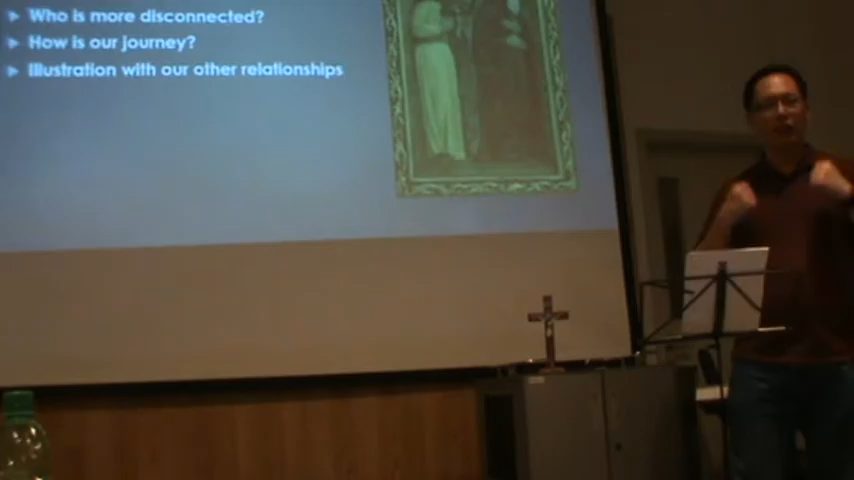 Who is more disconnected?
How is our journey?
Illustration with our other relationships